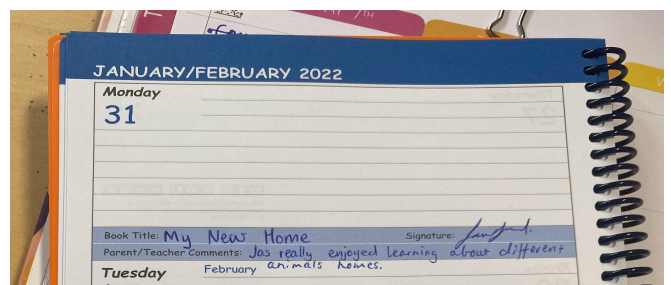 JANUARY/FEBRUARY 2022
Monday
31
Book Title: My New Home Signature:
Parent/Teacher Comments: Jas really enjoyed learning about different
animals homes.
Tuesday February